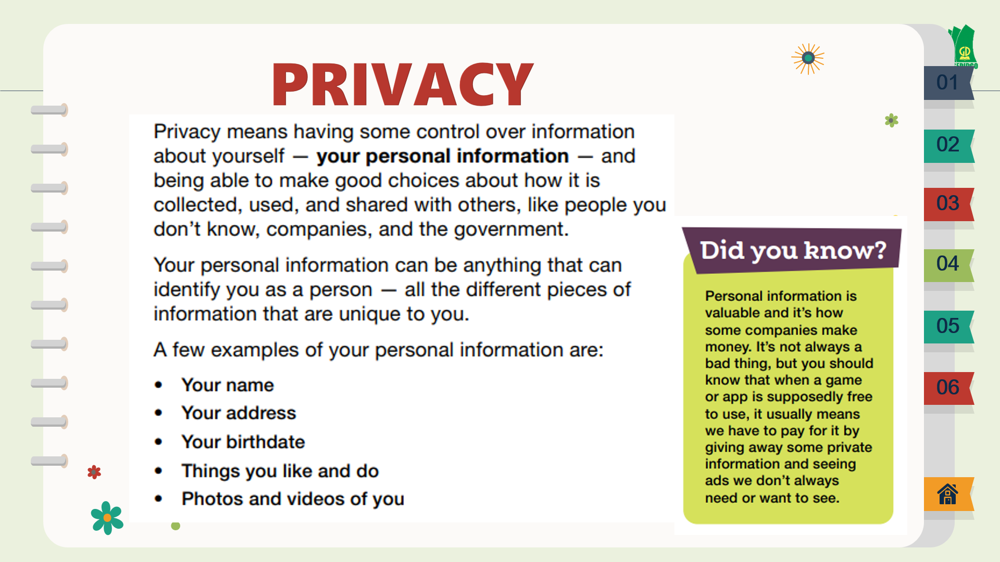 PRIVACY
Privacy means having some control over information
about yourself — your personal information — and
being able to make good choices about how it is
collected, used, and shared with others, like people you
don’t know, companies, and the government.
Your personal information can be anything that can
identify you as a person — all the different pieces of
information that are unique to you.
A few examples of your personal information are:
• Your name
• Your address
• Your birthdate
• Things you like and do
• Photos and videos of you
Did you know?
Personal information is
valuable and it’s how
some companies make
money. It’s not always a
bad thing, but you should
know that when a game
or app is supposedly free
to use, it usually means
we have to pay for it by
giving away some private
information and seeing
ads we don’t always
need or want to see.
GD
01
02
03
04
05
06